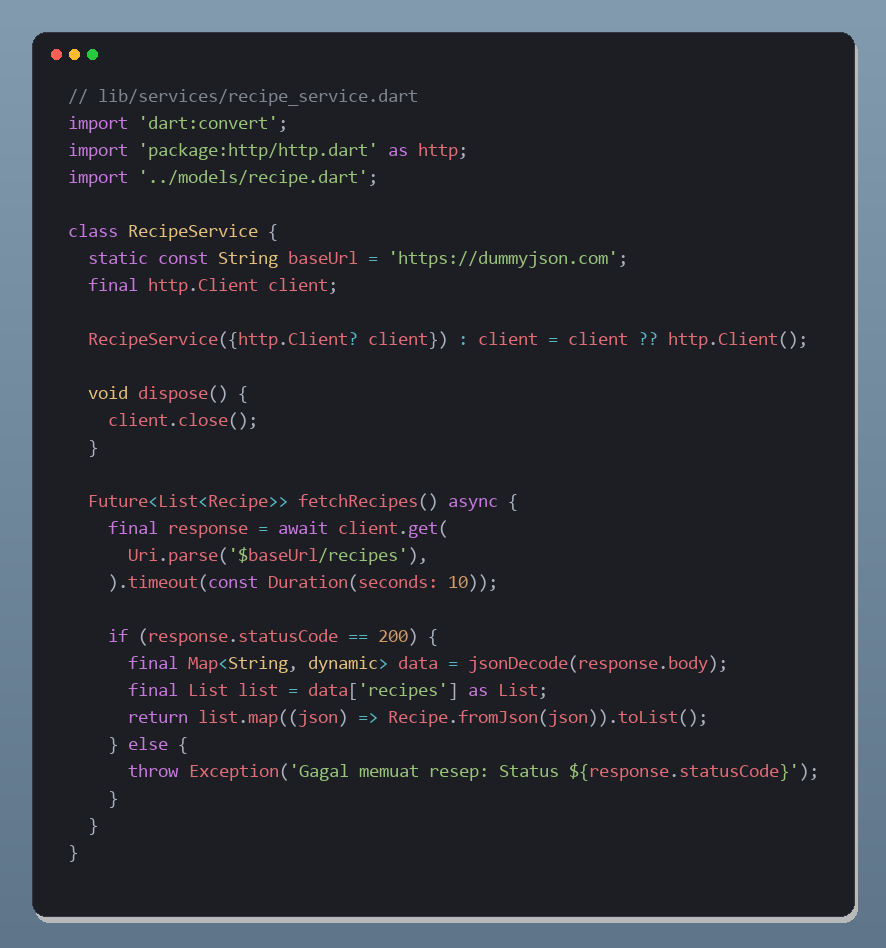 // lib/services/recipe_service.dart
import 'dart:convert';
import 'package:http/http.dart' as http;
import '../models/recipe.dart';

class RecipeService {
  static const String baseUrl = 'https://dummyjson.com';
  final http.Client client;

  RecipeService({http.Client? client}) : client = client ?? http.Client();

  void dispose() {
    client.close();
  }

  Future<List<Recipe>> fetchRecipes() async {
    final response = await client.get(
      Uri.parse('$baseUrl/recipes'),
    ).timeout(const Duration(seconds: 10));

    if (response.statusCode == 200) {
      final Map<String, dynamic> data = jsonDecode(response.body);
      final List list = data['recipes'] as List;
      return list.map((json) => Recipe.fromJson(json)).toList();
    } else {
      throw Exception('Gagal memuat resep: Status ${response.statusCode}');
    }
  }
}